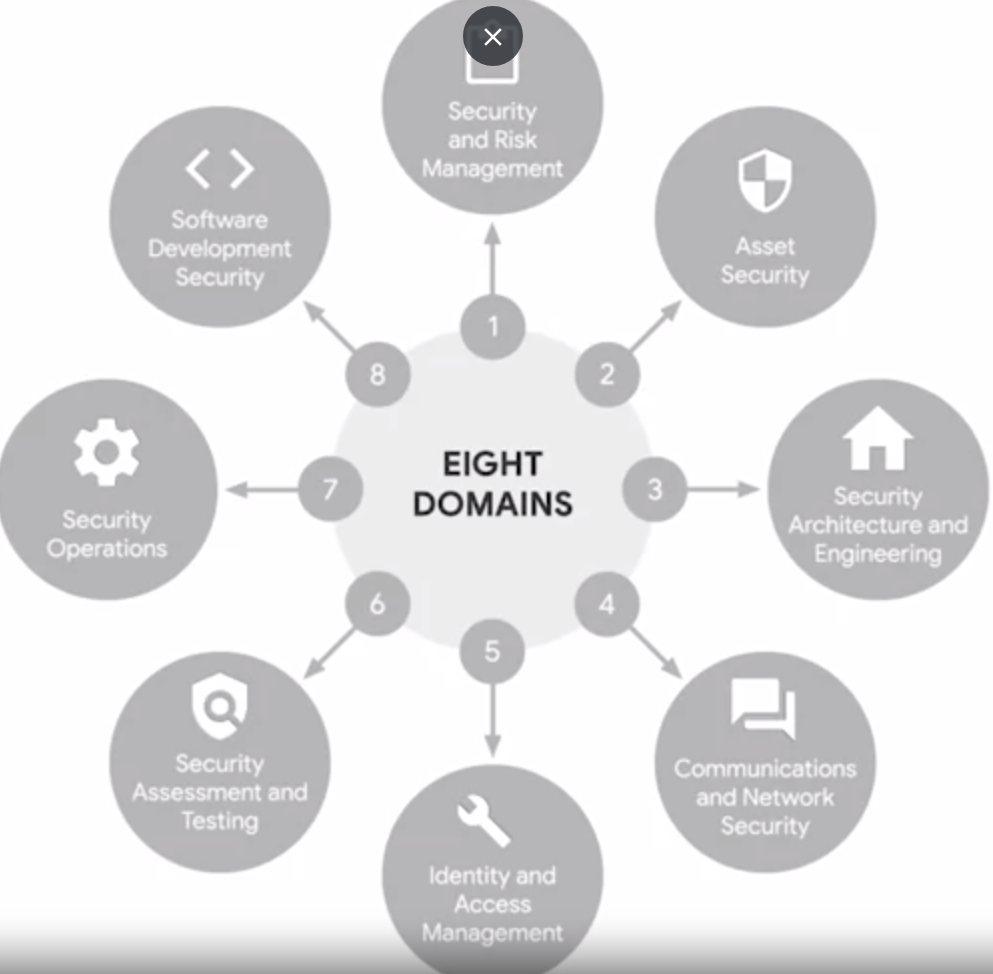 EIGHT
DOMAINS
1
Security
and Risk
Management
2
Asset
Security
3
Security
Architecture and
Engineering
4
Communications
and Network
Security
5
Identity and
Access
Management
6
Security
Assessment and
Testing
7
Security
Operations
8
Software
Development
Security